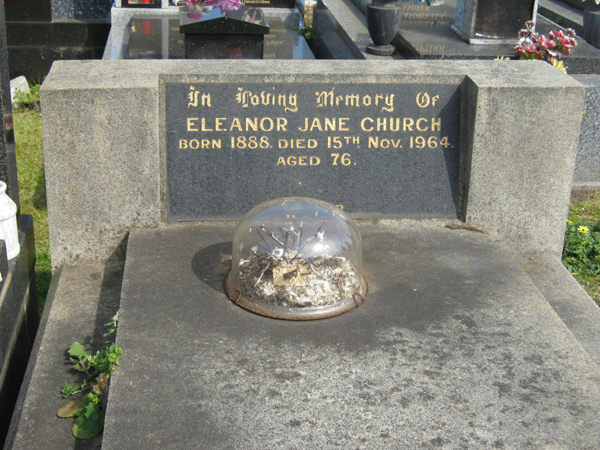 In Loving Memory Of
ELEANOR JANE CHURCH
BORN 1888. DIED 15TH NOV. 1964.
AGED 76.